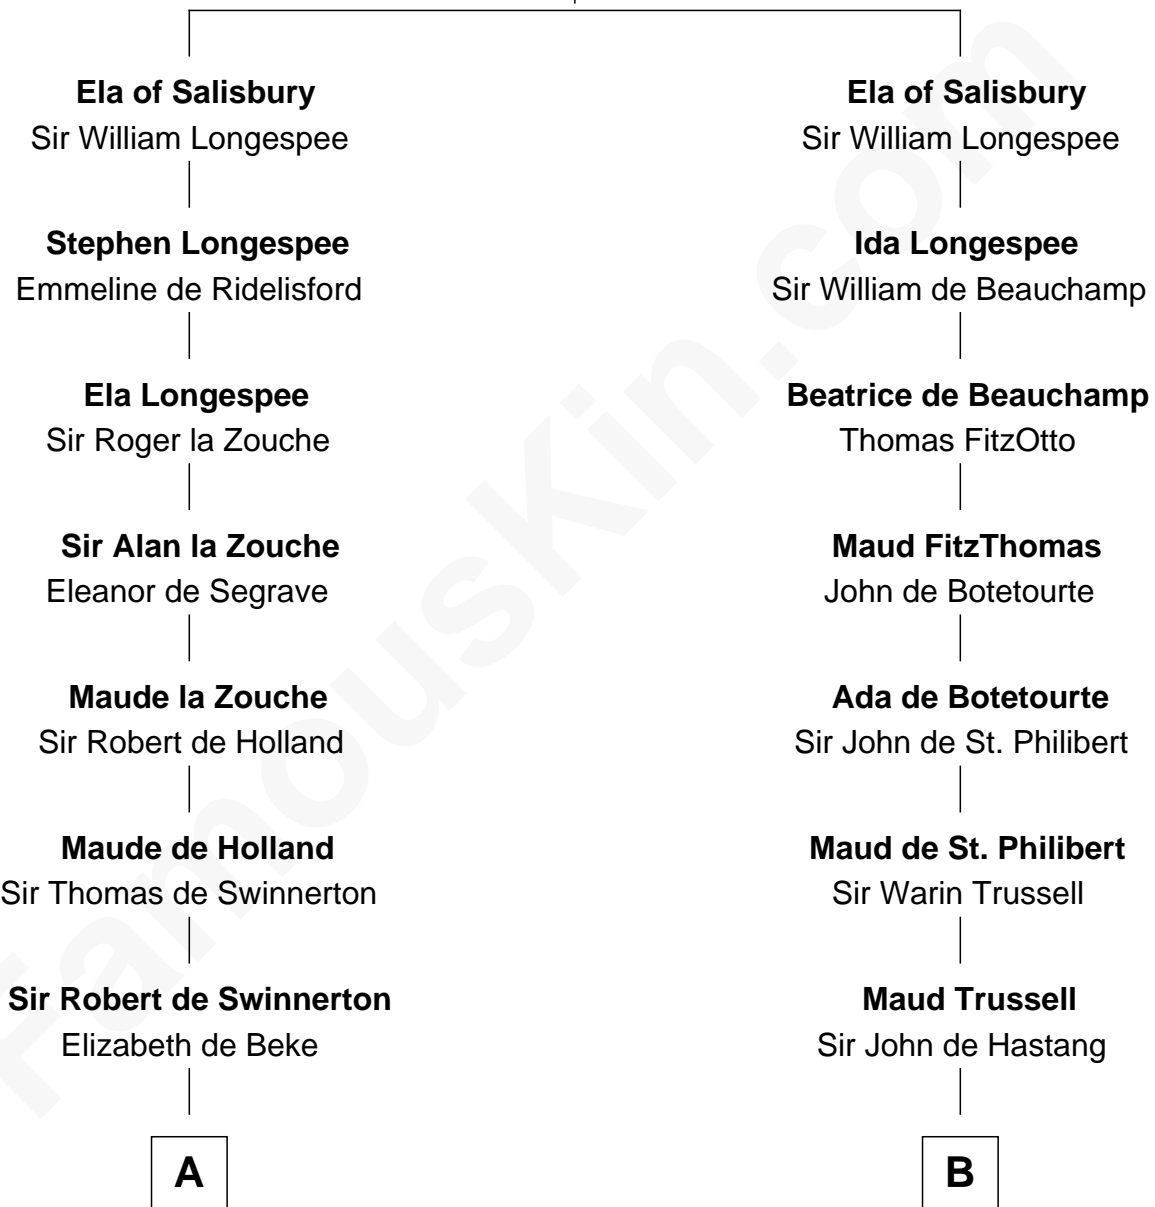 Ela of Salisbury
Sir William Longespee
Stephen Longespee
Emmeline de Ridelisford
Ela Longespee
Sir Roger la Zouche
Sir Alan la Zouche
Eleanor de Segrave
Maude la Zouche
Sir Robert de Holland
Maude de Holland
Sir Thomas de Swinnerton
Sir Robert de Swinnerton
Elizabeth de Beke
A
Ela of Salisbury
Sir William Longespee
Ida Longespee
Sir William de Beauchamp
Beatrice de Beauchamp
Thomas FitzOtto
Maud FitzThomas
John de Botetourte
Ada de Botetourte
Sir John de St. Philibert
Maud de St. Philibert
Sir Warin Trussell
Maud Trussell
Sir John de Hastang
B
FamousKin.com